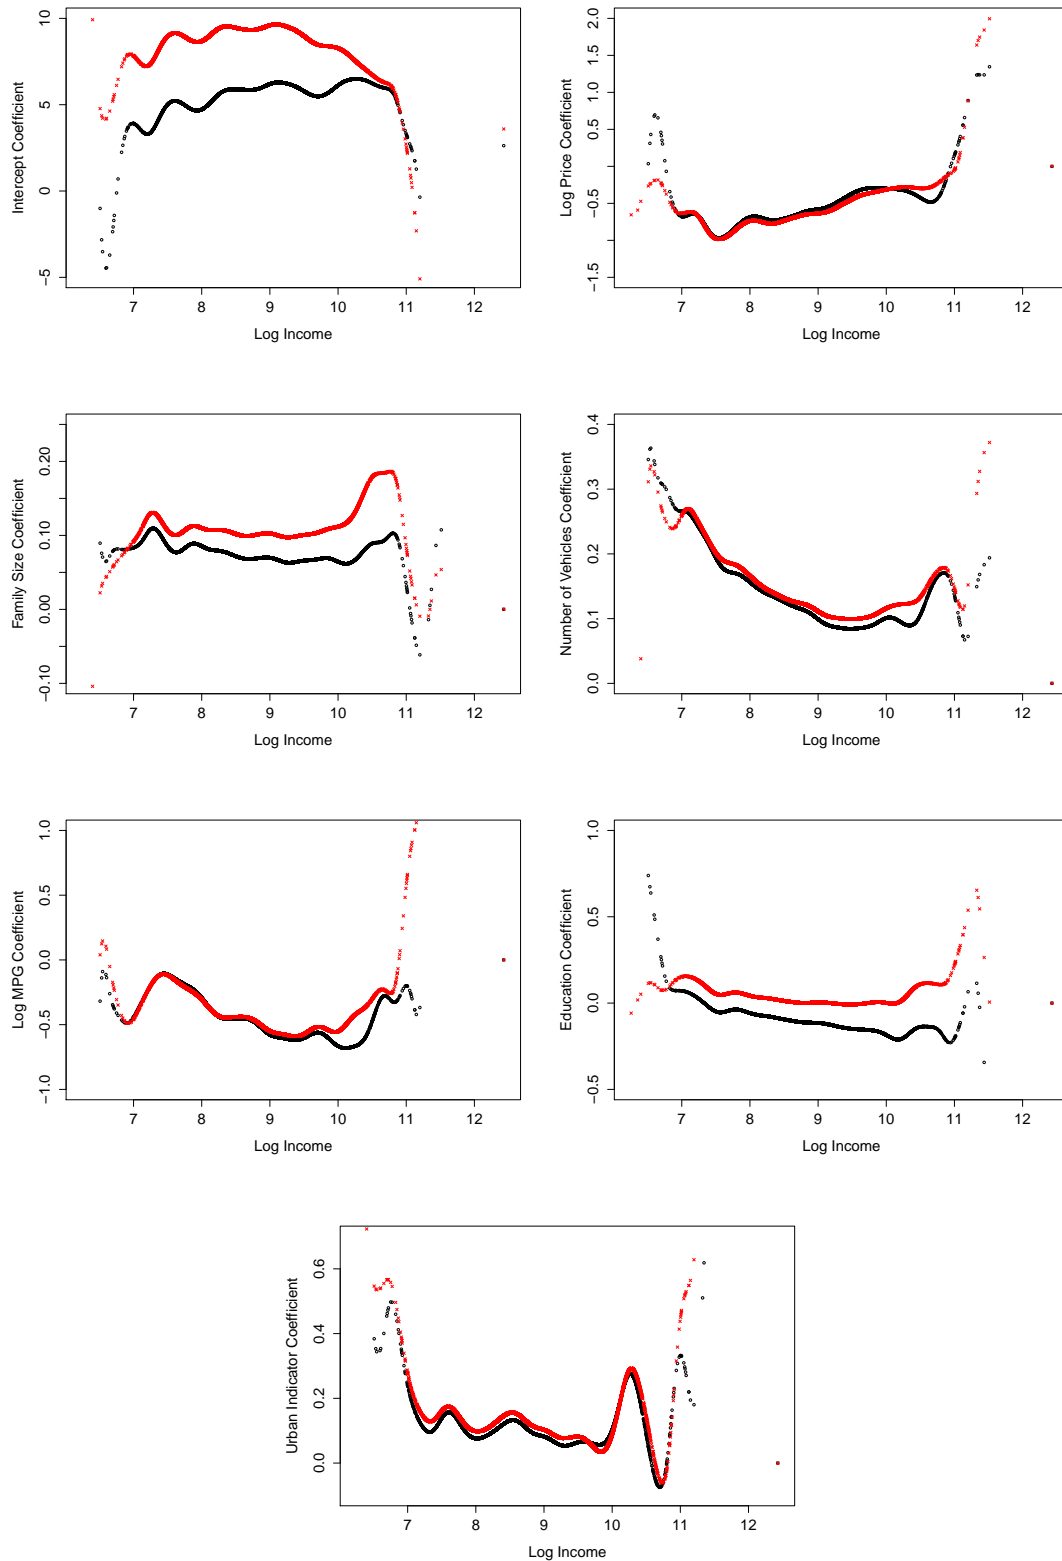 Intercept Coefficient
10
5
0
−5
7 8 9 10 11 12
Log Income
Log Price Coefficient
2.0
1.0
0.5
−0.5
−1.5
7 8 9 10 11 12
Log Income
Family Size Coefficient
0.20
0.10
0.00
−0.10
7 8 9 10 11 12
Log Income
Number of Vehicles Coefficient
0.4
0.3
0.2
0.1
0.0
7 8 9 10 11 12
Log Income
Log MPG Coefficient
1.0
0.5
0.0
−0.5
−1.0
7 8 9 10 11 12
Log Income
Education Coefficient
1.0
0.5
0.0
−0.5
7 8 9 10 11 12
Log Income
Urban Indicator Coefficient
0.6
0.4
0.2
0.0
7 8 9 10 11 12
Log Income